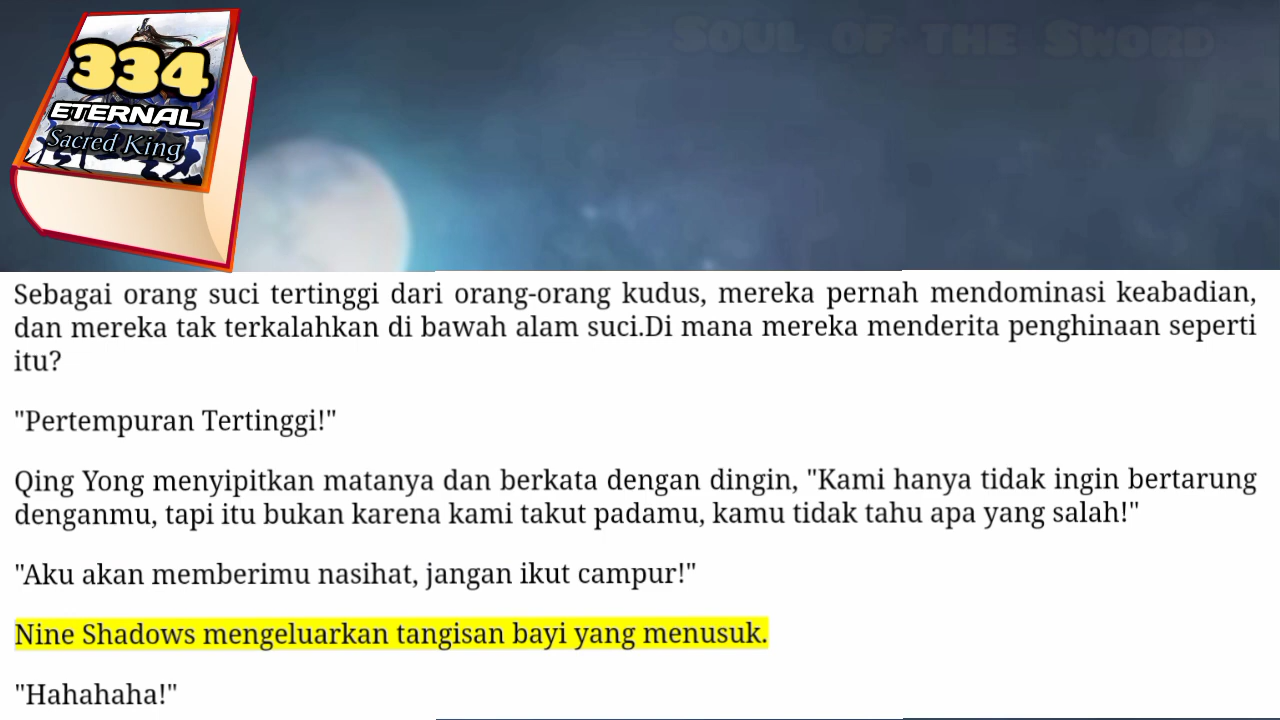 Soul of the Sword
334
ETERNAL
Sacred King
Sebagai orang suci tertinggi dari orang-orang kudus, mereka pernah mendominasi keabadian,
dan mereka tak terkalahkan di bawah alam suci.Di mana mereka menderita penghinaan seperti
itu?
"Pertempuran Tertinggi!"
Qing Yong menyipitkan matanya dan berkata dengan dingin, "Kami hanya tidak ingin bertarung
denganmu, tapi itu bukan karena kami takut padamu, kamu tidak tahu apa yang salah!"
"Aku akan memberimu nasihat, jangan ikut campur!"
Nine Shadows mengeluarkan tangisan bayi yang menusuk.
"Hahahaha!"